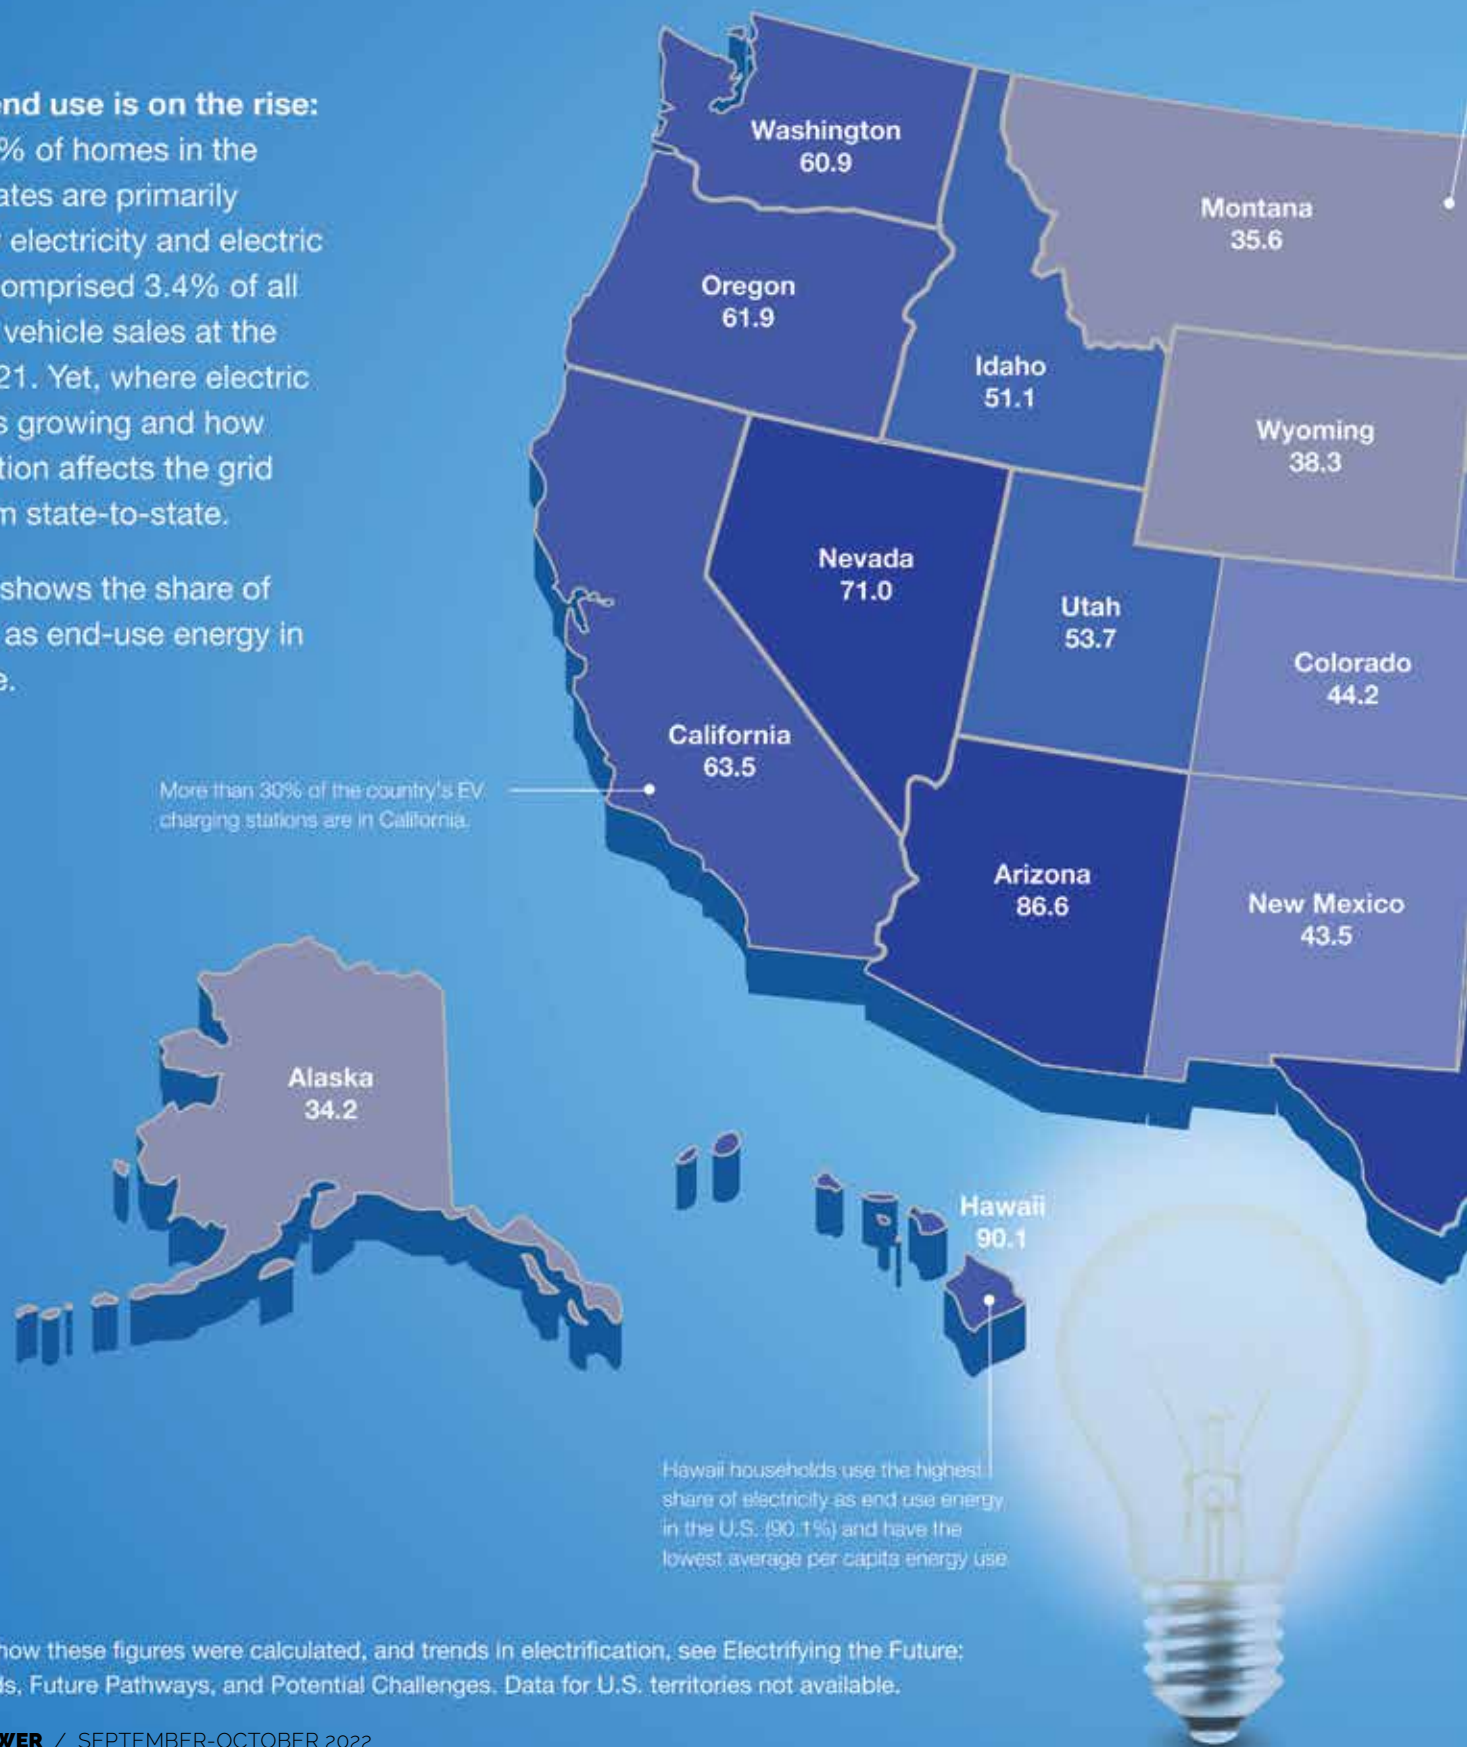 end use is on the rise:
% of homes in the
ates are primarily
electricity and electric
omprised 3.4% of all
vehicle sales at the
21. Yet, where electric
s growing and how
tion affects the grid
m state-to-state.
shows the share of
as end-use energy in
e.
Washington
60.9
Montana
35.6
Oregon
61.9
Idaho
51.1
Wyoming
38.3
Nevada
71.0
Utah
53.7
Colorado
44.2
California
63.5
More than 30% of the country's EV
charging stations are in California.
Arizona
86.6
New Mexico
43.5
Alaska
34.2
Hawaii
90.1
Hawaii households use the highest
share of electricity as end use energy
in the U.S. (90.1%) and have the
lowest average per capita energy use
how these figures were calculated, and trends in electrification, see Electrifying the Future:
ds, Future Pathways, and Potential Challenges. Data for U.S. territories not available.
WER / SEPTEMBER-OCTOBER 2022